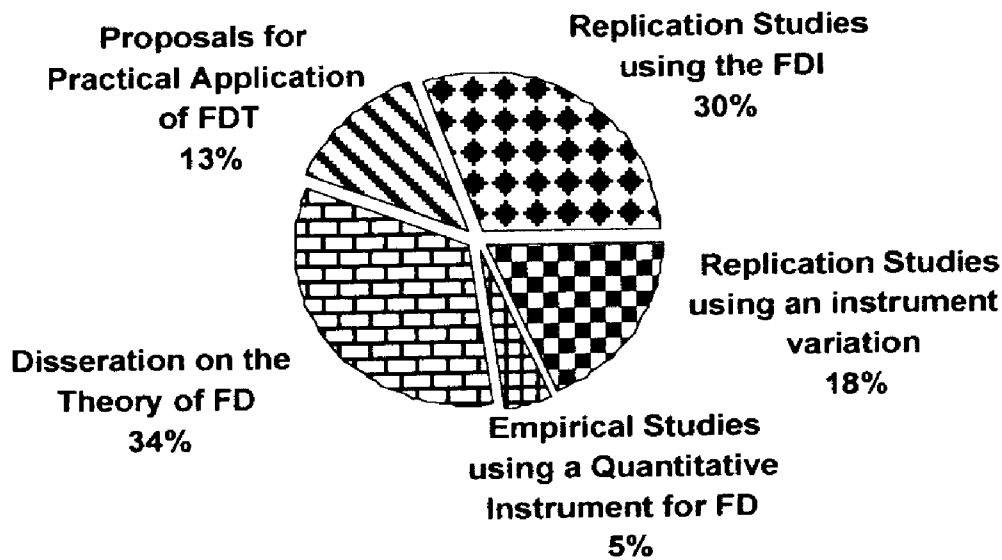 Proposals for
Practical Application
of FDT
13%
Replication Studies
using the FDI
30%
Replication Studies
using an instrument
variation
18%
Disseration on the
Theory of FD
34%
Empirical Studies
using a Quantitative
Instrument for FD
5%